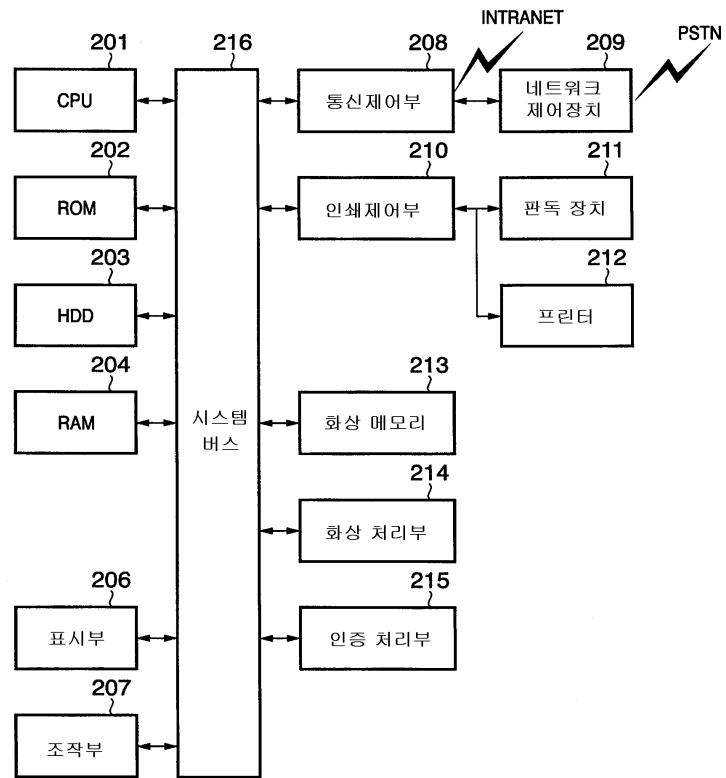 INTRANET
PSTN
201
216
208
209
CPU
통신제어부
네트워크
제어장치
202
210
211
ROM
인쇄제어부
판독 장치
203
212
HDD
프린터
204
213
RAM
시스템
버스
화상 메모리
214
화상 처리부
206
215
표시부
인증 처리부
207
조작부